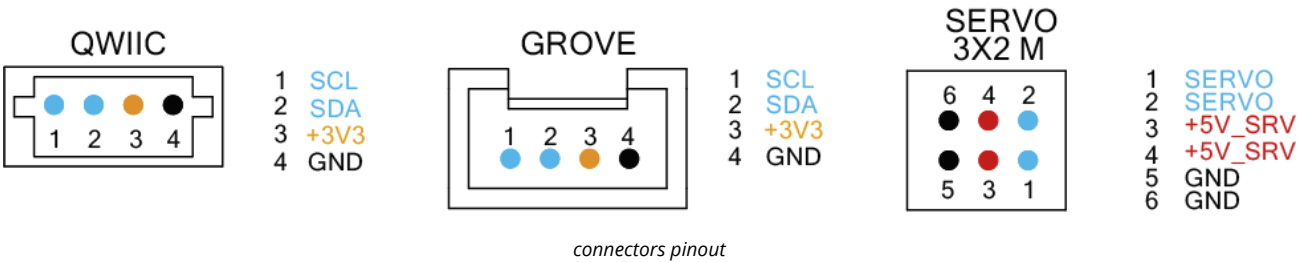 QWIIC
1 2 3 4
1 SCL
2 SDA
3 +3V3
4 GND
GROVE
1 2 3 4
1 SCL
2 SDA
3 +3V3
4 GND
SERVO
3X2 M
6 4 2
5 3 1
1 SERVO
2 SERVO
3 +5V_SRV
4 +5V_SRV
5 GND
6 GND
connectors pinout